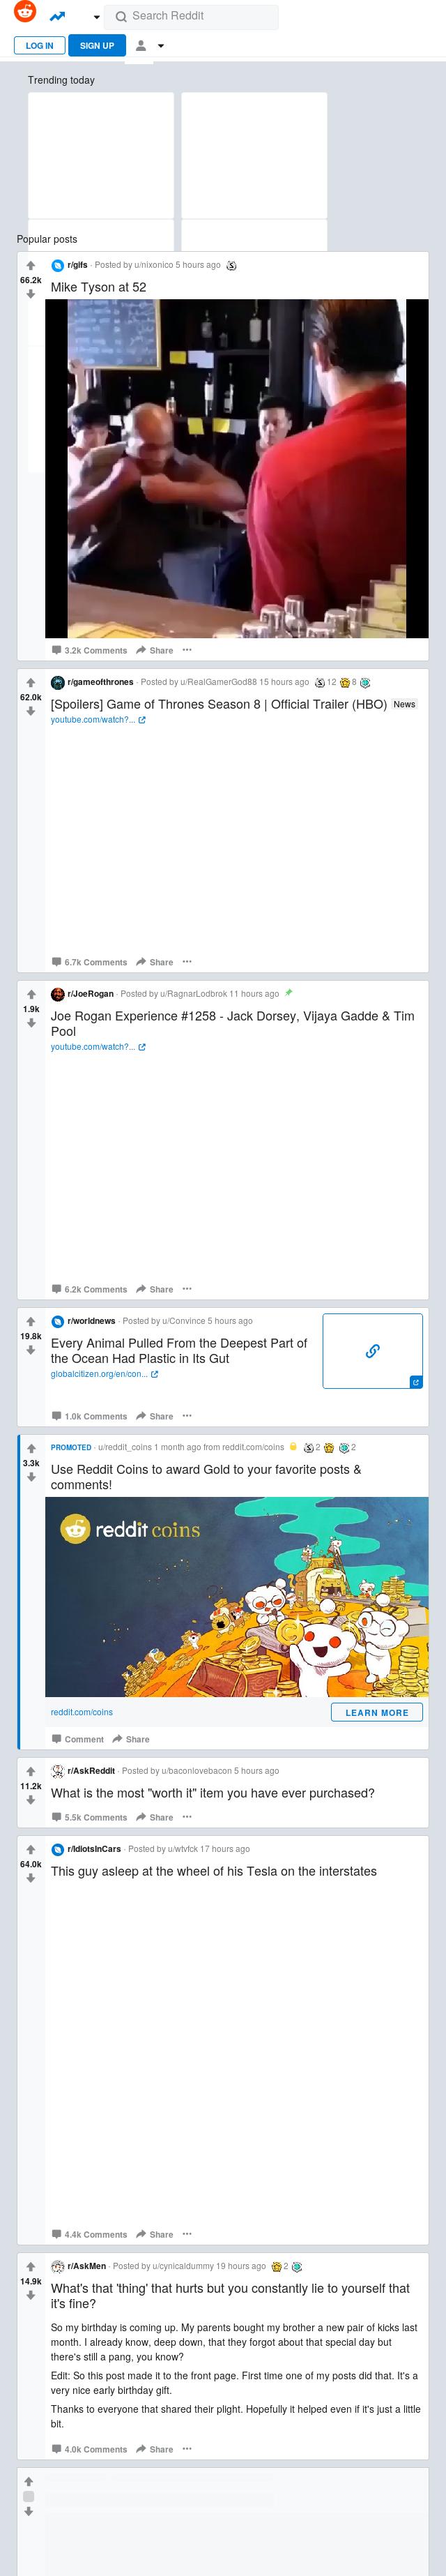 Search Reddit
LOG IN
SIGN UP
Trending today
Popular posts
r/gifs · Posted by u/nixonico 5 hours ago
66.2k
Mike Tyson at 52
3.2k Comments Share
r/gameofthrones · Posted by u/RealGamerGod88 15 hours ago 12 8
62.0k
[Spoilers] Game of Thrones Season 8 | Official Trailer (HBO) News
youtube.com/watch?...
6.7k Comments Share
r/JoeRogan · Posted by u/RagnarLodbrok 11 hours ago
1.9k
Joe Rogan Experience #1258 - Jack Dorsey, Vijaya Gadde & Tim
Pool
youtube.com/watch?...
6.2k Comments Share
r/worldnews · Posted by u/Convince 5 hours ago
19.8k
Every Animal Pulled From the Deepest Part of
the Ocean Had Plastic in Its Gut
globalcitizen.org/en/con...
1.0k Comments Share
PROMOTED · u/reddit_coins 1 month ago from reddit.com/coins 2 2
3.3k
Use Reddit Coins to award Gold to your favorite posts &
comments!
reddit coins
reddit.com/coins
LEARN MORE
Comment Share
r/AskReddit · Posted by u/baconlovebacon 5 hours ago
11.2k
What is the most "worth it" item you have ever purchased?
5.5k Comments Share
r/IdiotsInCars · Posted by u/wtvfck 17 hours ago
64.0k
This guy asleep at the wheel of his Tesla on the interstates
4.4k Comments Share
r/AskMen · Posted by u/cynicaldummy 19 hours ago 2
14.9k
What's that 'thing' that hurts but you constantly lie to yourself that
it's fine?
So my birthday is coming up. My parents bought my brother a new pair of kicks last
month. I already know, deep down, that they forgot about that special day but
there's still a pang, you know?
Edit: So this post made it to the front page. First time one of my posts did that. It's a
very nice early birthday gift.
Thanks to everyone that shared their plight. Hopefully it helped even if it's just a little
bit.
4.0k Comments Share